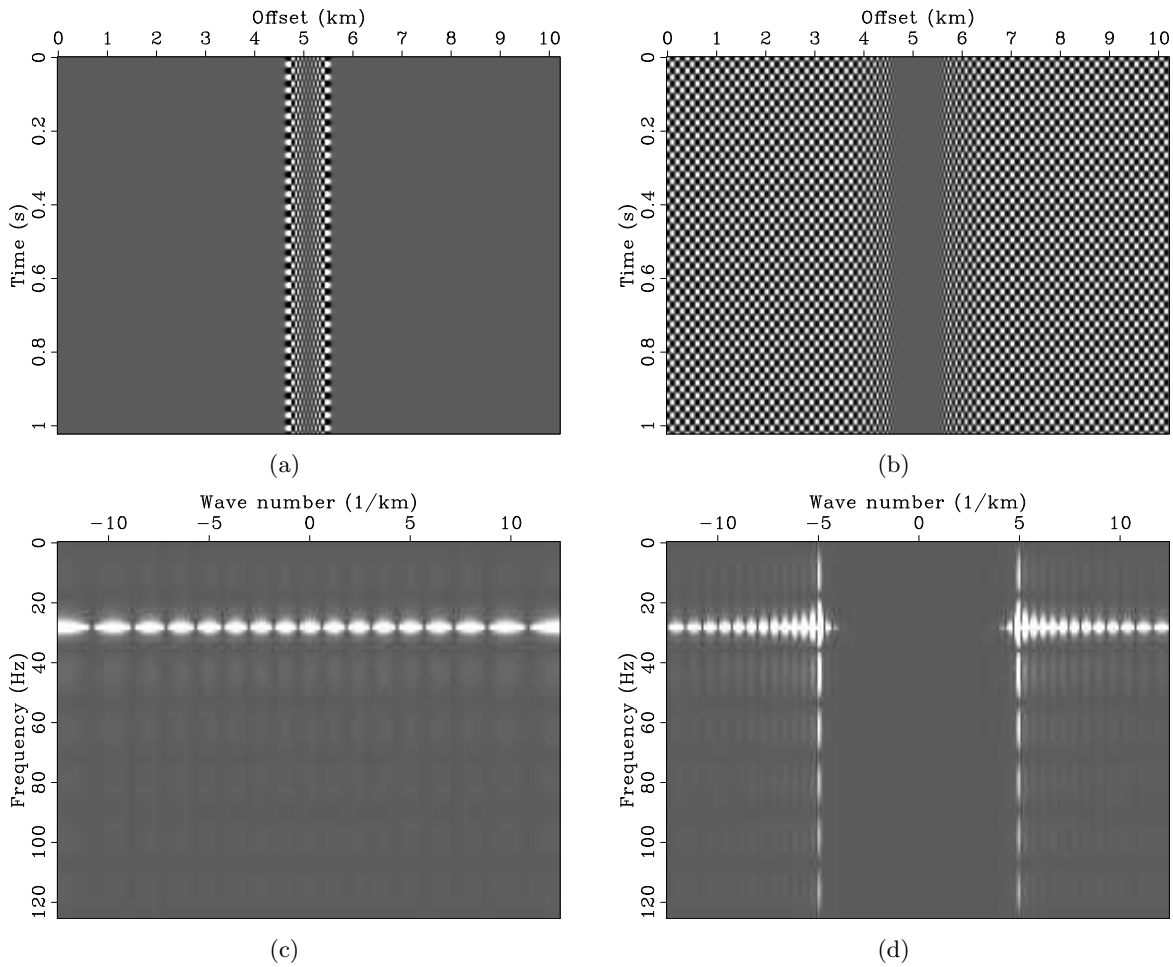 Offset (km)
0 1 2 3 4 5 6 7 8 9 10
0 0.2 0.4 0.6 0.8 1
Time (s)
(a)
Offset (km)
0 1 2 3 4 5 6 7 8 9 10
0 0.2 0.4 0.6 0.8 1
Time (s)
(b)
Wave number (1/km)
−10 −5 0 5 10
0 20 40 60 80 100 120
Frequency (Hz)
(c)
Wave number (1/km)
−10 −5 0 5 10
0 20 40 60 80 100 120
Frequency (Hz)
(d)